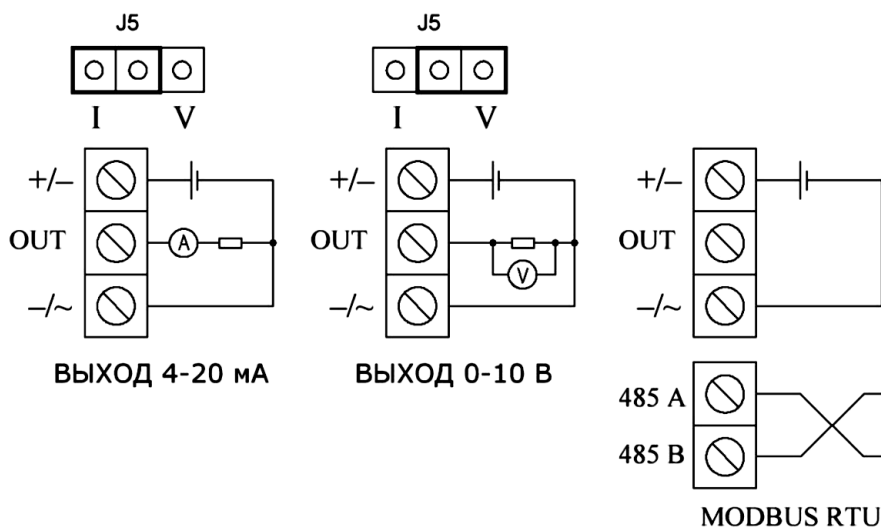 J5
I V
+/–
A
OUT
–/~
ВЫХОД 4-20 мА
J5
I V
+/–
OUT
V
–/~
ВЫХОД 0-10 В
+/–
OUT
–/~
485 A
485 B
MODBUS RTU